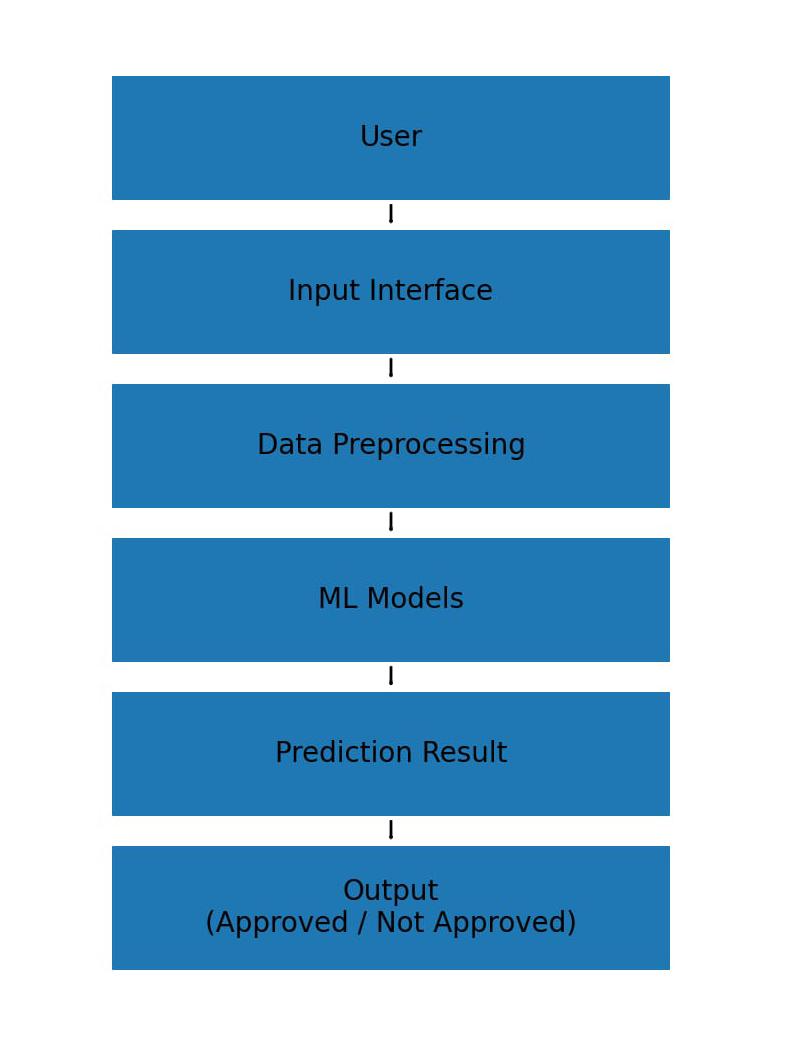 User
Input Interface
Data Preprocessing
ML Models
Prediction Result
Output
(Approved / Not Approved)